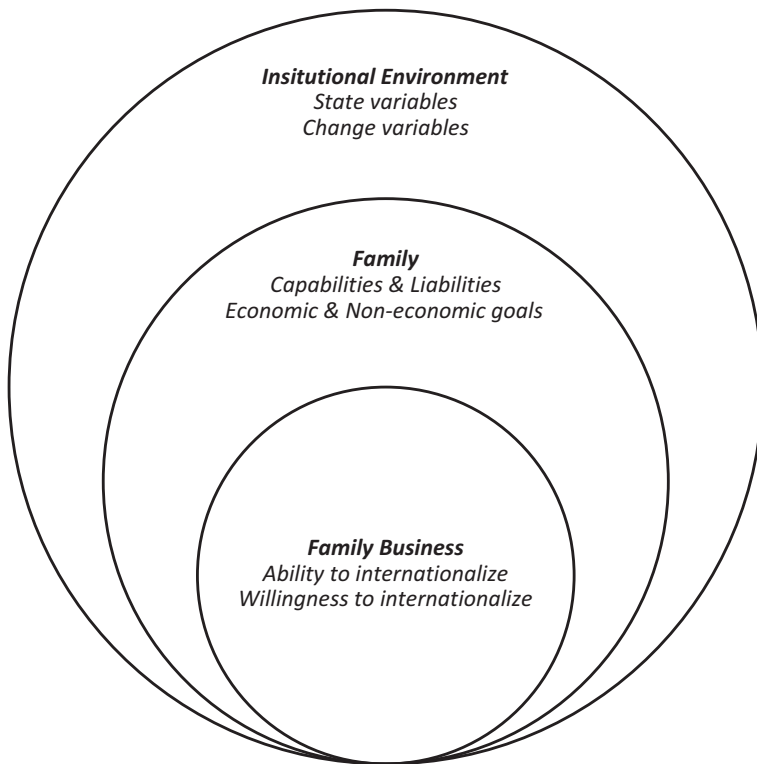 Insitutional Environment
State variables
Change variables
Family
Capabilities & Liabilities
Economic & Non-economic goals
Family Business
Ability to internationalize
Willingness to internationalize